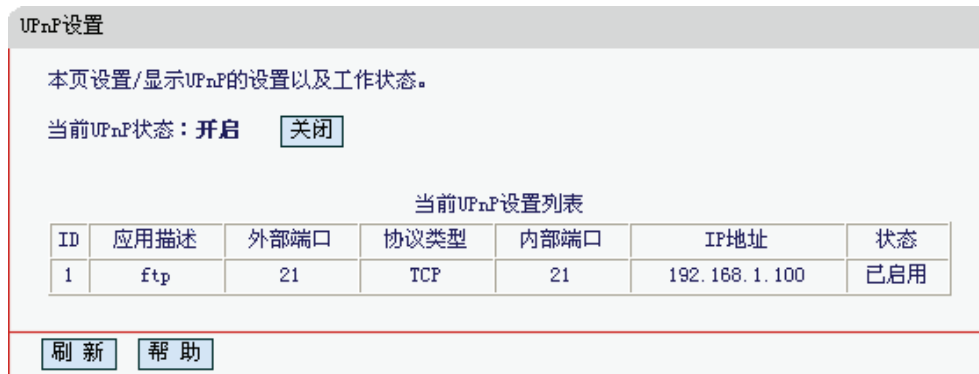 UPnP设置
本页设置/显示UPnP的设置以及工作状态。
当前UPnP状态：开启 关闭
当前UPnP设置列表
ID 应用描述 外部端口 协议类型 内部端口 IP地址 状态
1 ftp 21 TCP 21 192.168.1.100 已启用
刷 新 帮 助